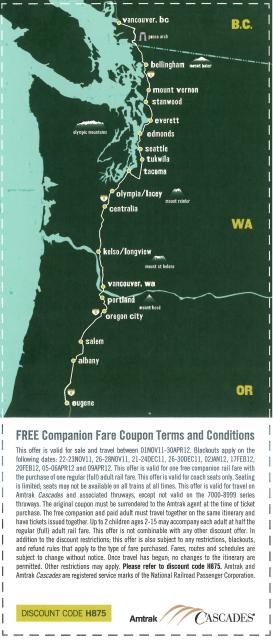 vancouver, bc
B.C.
peace arch
bellingham
mount baker
mount vernon
stanwood
everett
olympic mountains
edmonds
seattle
tukwila
tacoma
olympia/lacey
mount rainier
centralia
WA
kelso/longview
mount st helens
vancouver, wa
portland
mount hood
oregon city
salem
albany
OR
eugene
FREE Companion Fare Coupon Terms and Conditions
This offer is valid for sale and travel between 01NOV11-30APR12. Blackouts apply on the
following dates: 22-23NOV11, 26-28NOV11, 21-24DEC11, 26-30DEC11, 02JAN12, 17FEB12,
20FEB12, 05-06APR12 and 09APR12. This offer is valid for one free companion rail fare with
the purchase of one regular (full) adult rail fare. This offer is valid for coach seats only. Seating
is limited; seats may not be available on all trains at all times. This offer is valid for travel on
Amtrak Cascades and associated thruways, except not valid on the 7000-8999 series
thruways. The original coupon must be surrendered to the Amtrak agent at the time of ticket
purchase. The free companion and paid adult must travel together on the same itinerary and
have tickets issued together. Up to 2 children ages 2-15 may accompany each adult at half the
regular (full) adult rail fare. This offer is not combinable with any other discount offer. In
addition to the discount restrictions; this offer is also subject to any restrictions, blackouts,
and refund rules that apply to the type of fare purchased. Fares, routes and schedules are
subject to change without notice. Once travel has begun, no changes to the itinerary are
permitted. Other restrictions may apply. Please refer to discount code H875. Amtrak and
Amtrak Cascades are registered service marks of the National Railroad Passenger Corporation.
DISCOUNT CODE H875
Amtrak CASCADES